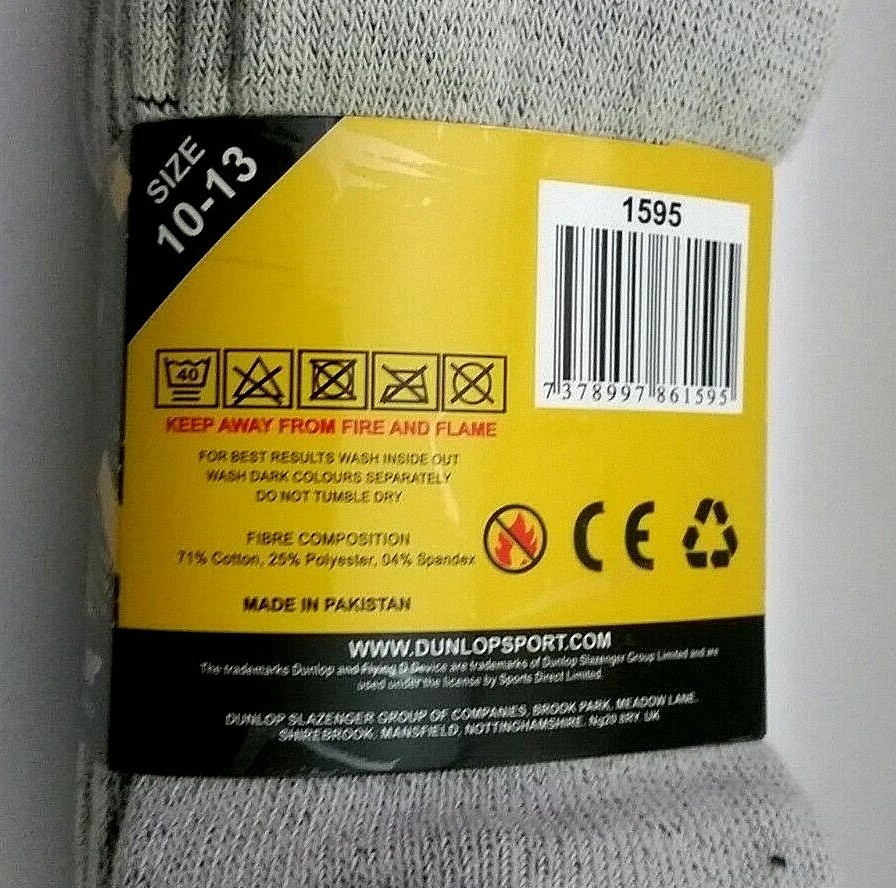 SIZE
10-13
1595
7 378997 861595
40
KEEP AWAY FROM FIRE AND FLAME
FOR BEST RESULTS WASH INSIDE OUT
WASH DARK COLOURS SEPARATELY
DO NOT TUMBLE DRY
FIBRE COMPOSITION
71% Cotton, 25% Polyester, 04% Spandex
CE
MADE IN PAKISTAN
WWW.DUNLOPSPORT.COM
The trademarks Dunlop and Flying D Device are trademarks of Dunlop Slazenger Group Limited and are
used under the license by Sports Direct Limited.
DUNLOP SLAZENGER GROUP OF COMPANIES, BROOK PARK, MEADOW LANE,
SHIREBROOK, MANSFIELD, NOTTINGHAMSHIRE, Ng20 8RY UK